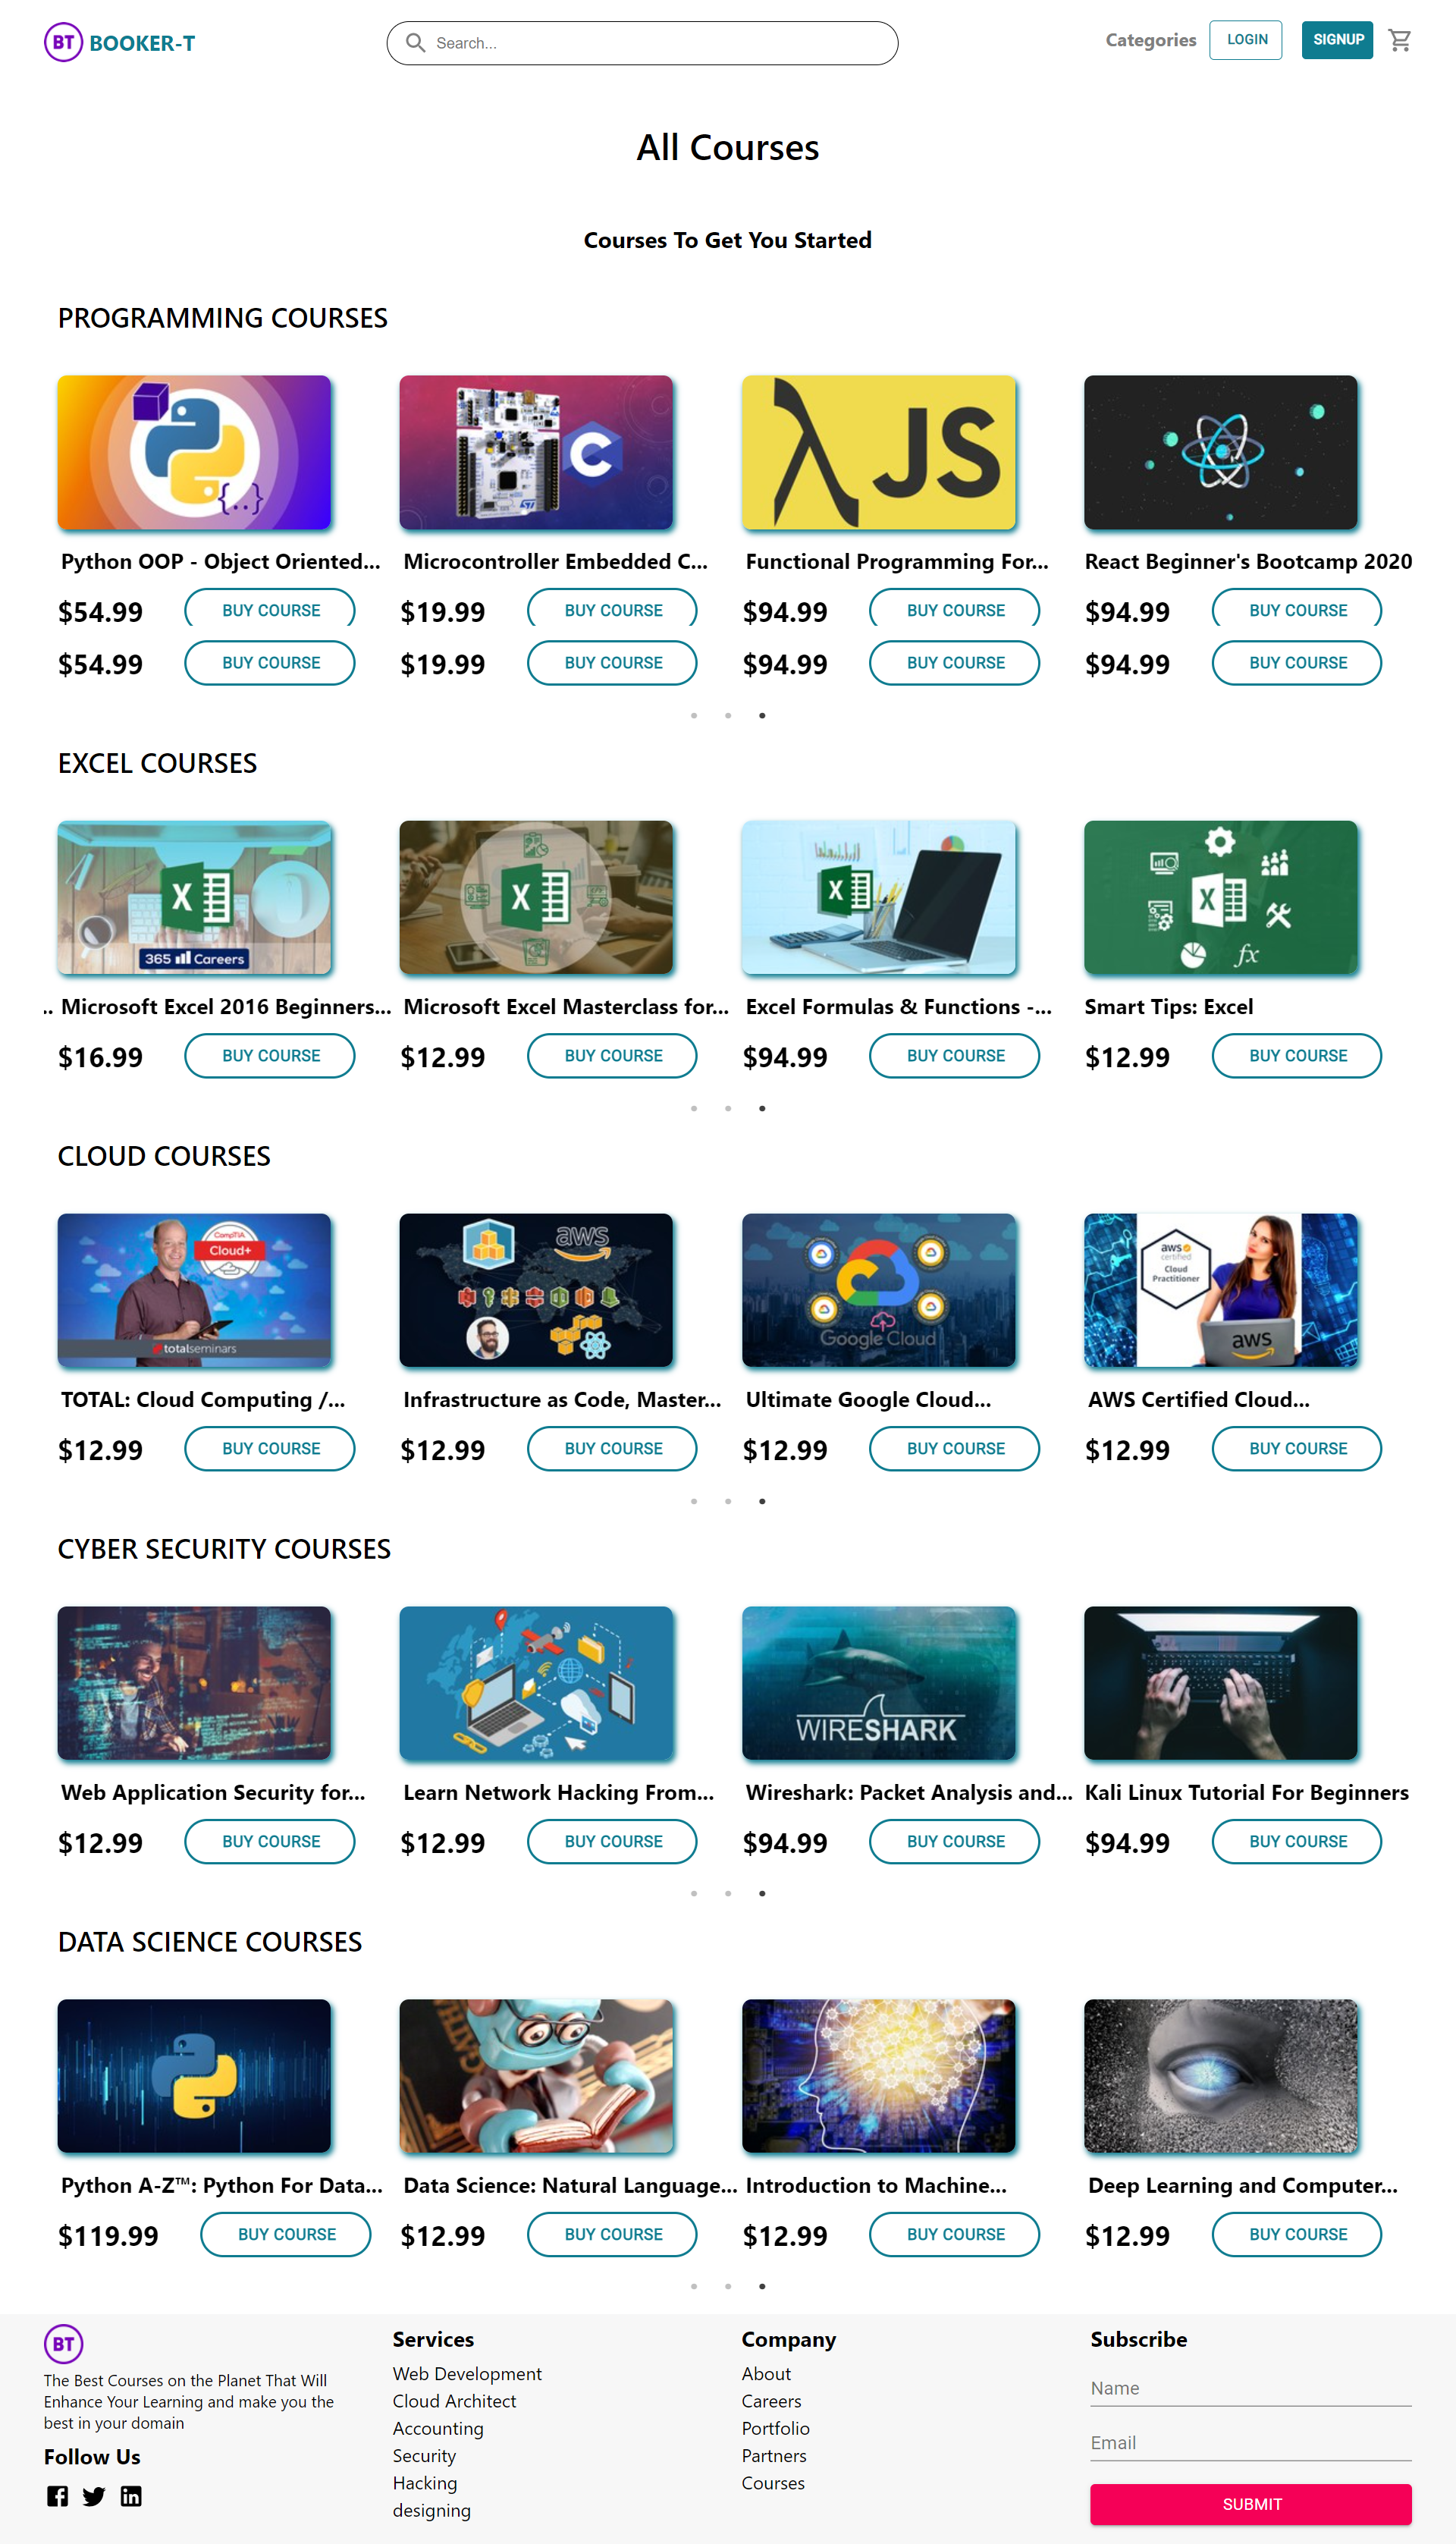 BT BOOKER-T
Search...
Categories LOGIN SIGNUP
All Courses
Courses To Get You Started
PROGRAMMING COURSES
{..}
C
JS
Python OOP - Object Oriented...
Microcontroller Embedded C...
Functional Programming For...
React Beginner's Bootcamp 2020
$54.99 BUY COURSE $19.99 BUY COURSE $94.99 BUY COURSE $94.99 BUY COURSE
$54.99 BUY COURSE $19.99 BUY COURSE $94.99 BUY COURSE $94.99 BUY COURSE
EXCEL COURSES
X
365 Careers
X
X
X
fx
.. Microsoft Excel 2016 Beginners...
Microsoft Excel Masterclass for...
Excel Formulas & Functions -...
Smart Tips: Excel
$16.99 BUY COURSE $12.99 BUY COURSE $94.99 BUY COURSE $12.99 BUY COURSE
CLOUD COURSES
CompTIA
Cloud+
totalseminars
aws
Google Cloud
aws
certified
Cloud
Practitioner
aws
TOTAL: Cloud Computing /...
Infrastructure as Code, Master...
Ultimate Google Cloud...
AWS Certified Cloud...
$12.99 BUY COURSE $12.99 BUY COURSE $12.99 BUY COURSE $12.99 BUY COURSE
CYBER SECURITY COURSES
WIRESHARK
Web Application Security for...
Learn Network Hacking From...
Wireshark: Packet Analysis and...
Kali Linux Tutorial For Beginners
$12.99 BUY COURSE $12.99 BUY COURSE $94.99 BUY COURSE $94.99 BUY COURSE
DATA SCIENCE COURSES
Python A-Z™: Python For Data...
Data Science: Natural Language...
Introduction to Machine...
Deep Learning and Computer...
$119.99 BUY COURSE $12.99 BUY COURSE $12.99 BUY COURSE $12.99 BUY COURSE
BT
The Best Courses on the Planet That Will
Enhance Your Learning and make you the
best in your domain
Follow Us
Services
Web Development
Cloud Architect
Accounting
Security
Hacking
designing
Company
About
Careers
Portfolio
Partners
Courses
Subscribe
Name
Email
SUBMIT